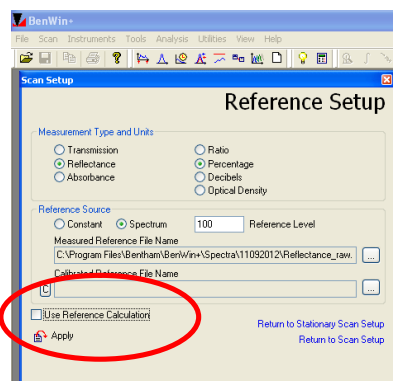 BenWin+
File Scan Instruments Tools Analysis Utilities View Help
Scan Setup
Reference Setup
Measurement Type and Units
Transmission Ratio
Reflectance Percentage
Absorbance Decibels
Optical Density
Reference Source
Constant Spectrum 100 Reference Level
Measured Reference File Name
C:\Program Files\Bentham\BenWin+\Spectra\11092012\Reflectance_raw. ...
Calibrated Reference File Name
C ...
Use Reference Calculation
Return to Stationary Scan Setup
Apply
Return to Scan Setup